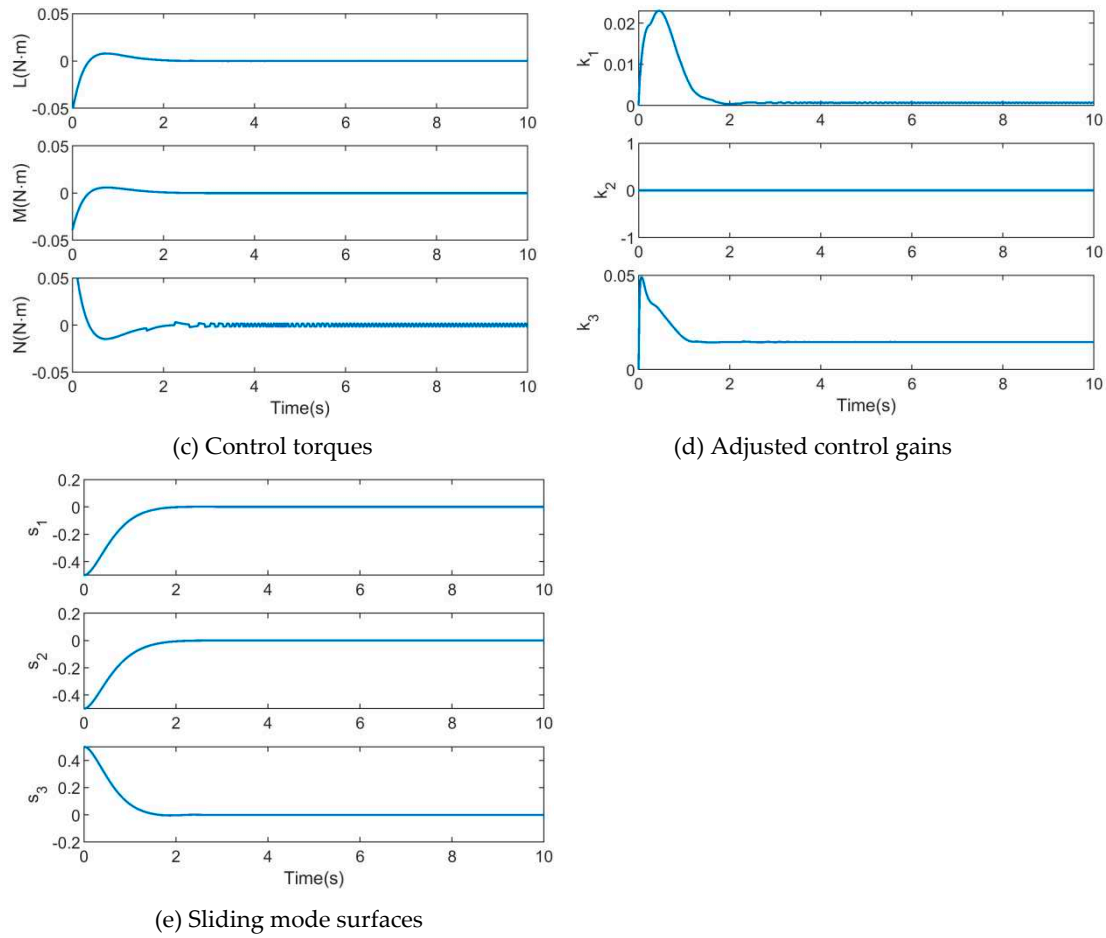 0.05
L(N·m)
0
-0.05
0 2 4 6 8 10
0.05
M(N·m)
0
-0.05
0 2 4 6 8 10
0.05
N(N·m)
0
-0.05
0 2 4 6 8 10
Time(s)
(c) Control torques
0.02
k1
0.01
0
0 2 4 6 8 10
1
k2
0
-1
0 2 4 6 8 10
0.05
k3
0
0 2 4 6 8 10
Time(s)
(d) Adjusted control gains
0.2
0
s1
-0.2
-0.4
0 2 4 6 8 10
0.2
0
s2
-0.2
-0.4
0 2 4 6 8 10
0.4
s3
0.2
0
-0.2
0 2 4 6 8 10
Time(s)
(e) Sliding mode surfaces